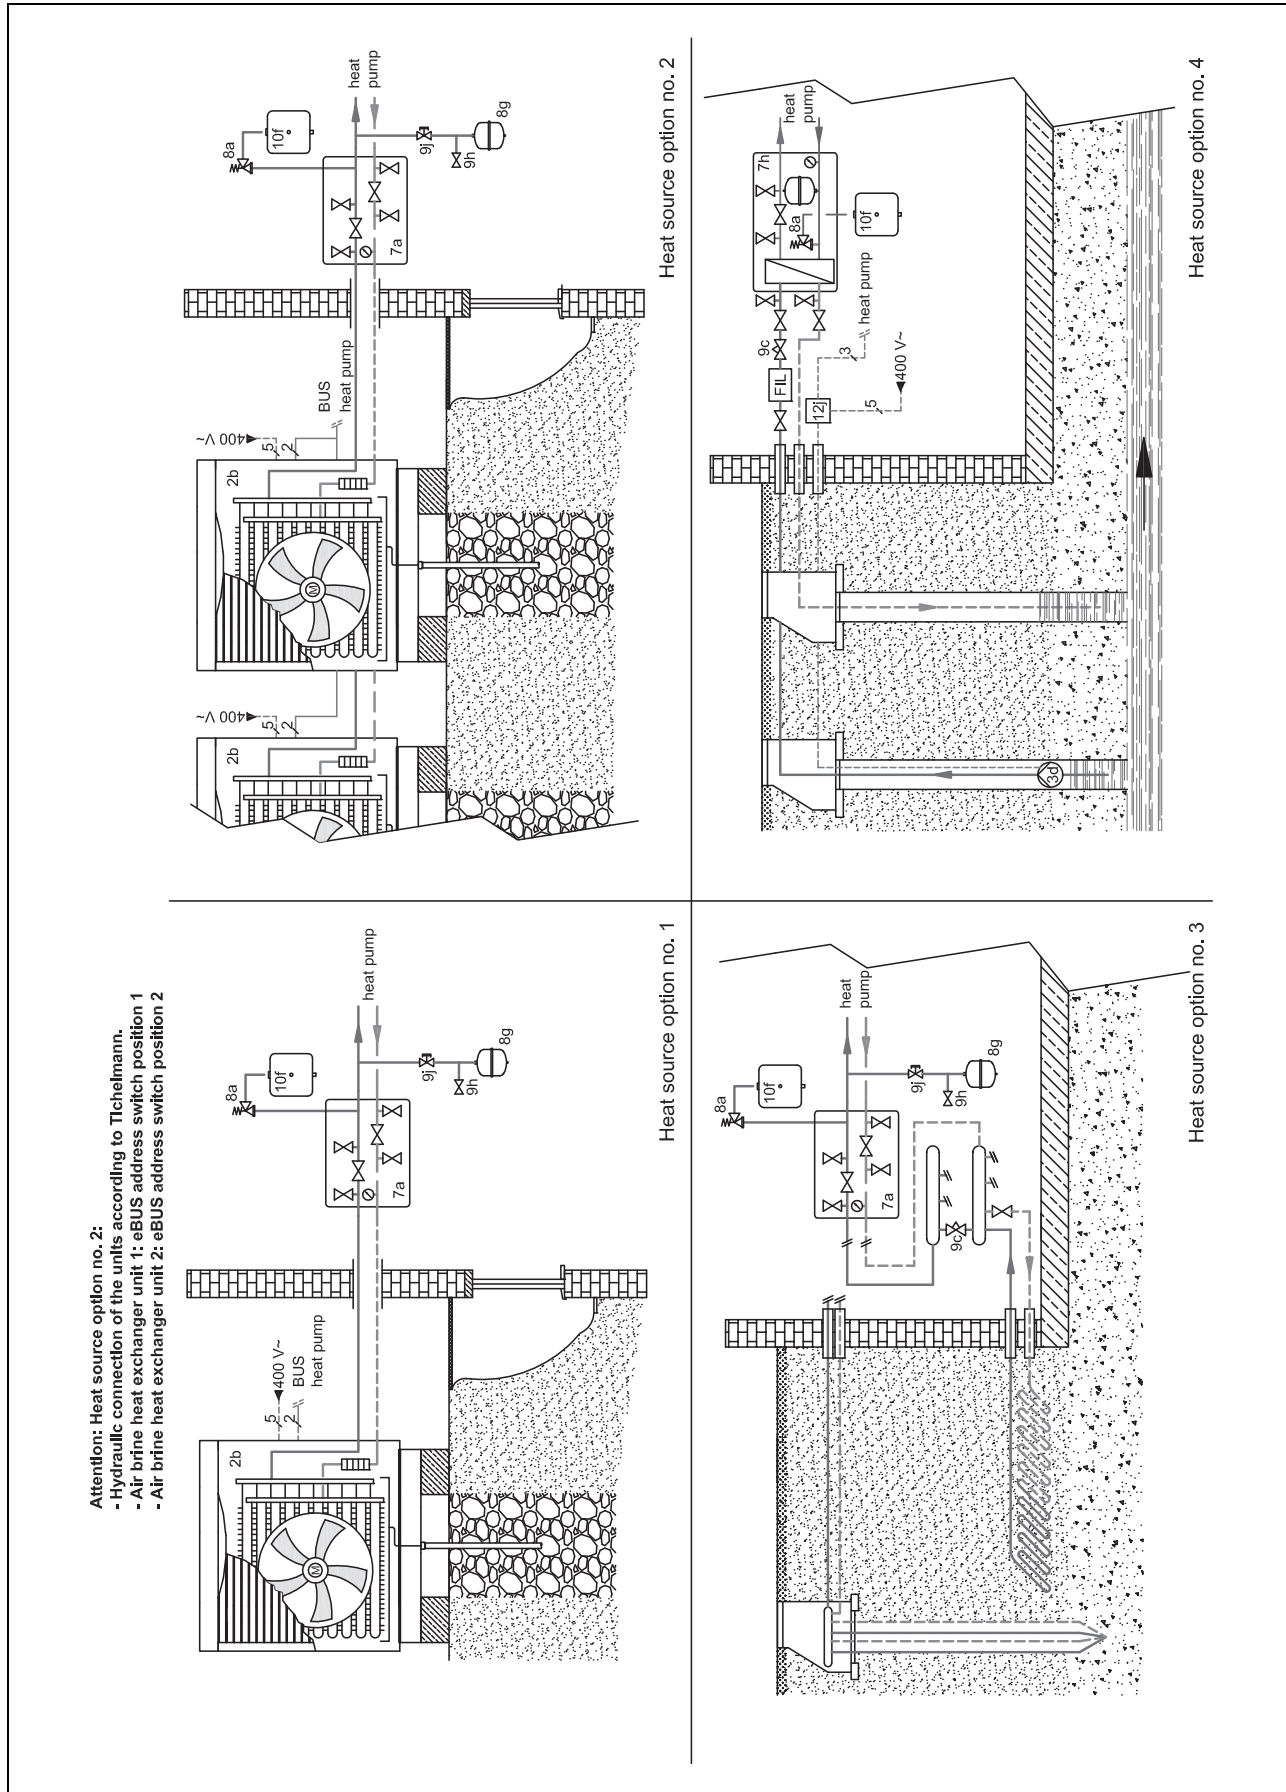 Attention: Heat source option no. 2:
- Hydraulic connection of the units according to Tichelmann.
- Air brine heat exchanger unit 1: eBUS address switch position 1
- Air brine heat exchanger unit 2: eBUS address switch position 2
2b
M
5
400 V~
2
BUS
heat pump
8a
10f
7a
heat pump
9j
9h
8g
Heat source option no. 1
2b
400 V~
5
2
2b
M
400 V~
5
2
BUS
heat pump
8a
10f
7a
heat
pump
9j
9h
8g
Heat source option no. 2
8a
10f
7a
heat
pump
9j
9h
8g
9c
Heat source option no. 3
7h
heat
pump
8a
10f
9c
FIL
12j
3
heat pump
5
400 V~
3d
Heat source option no. 4